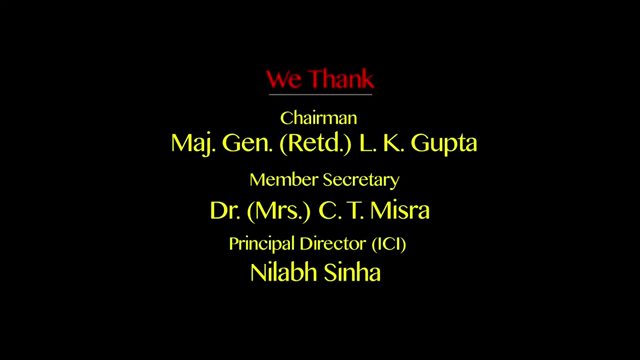 We Thank
Chairman
Maj. Gen. (Retd.) L. K. Gupta
Member Secretary
Dr. (Mrs.) C. T. Misra
Principal Director (ICI)
Nilabh Sinha